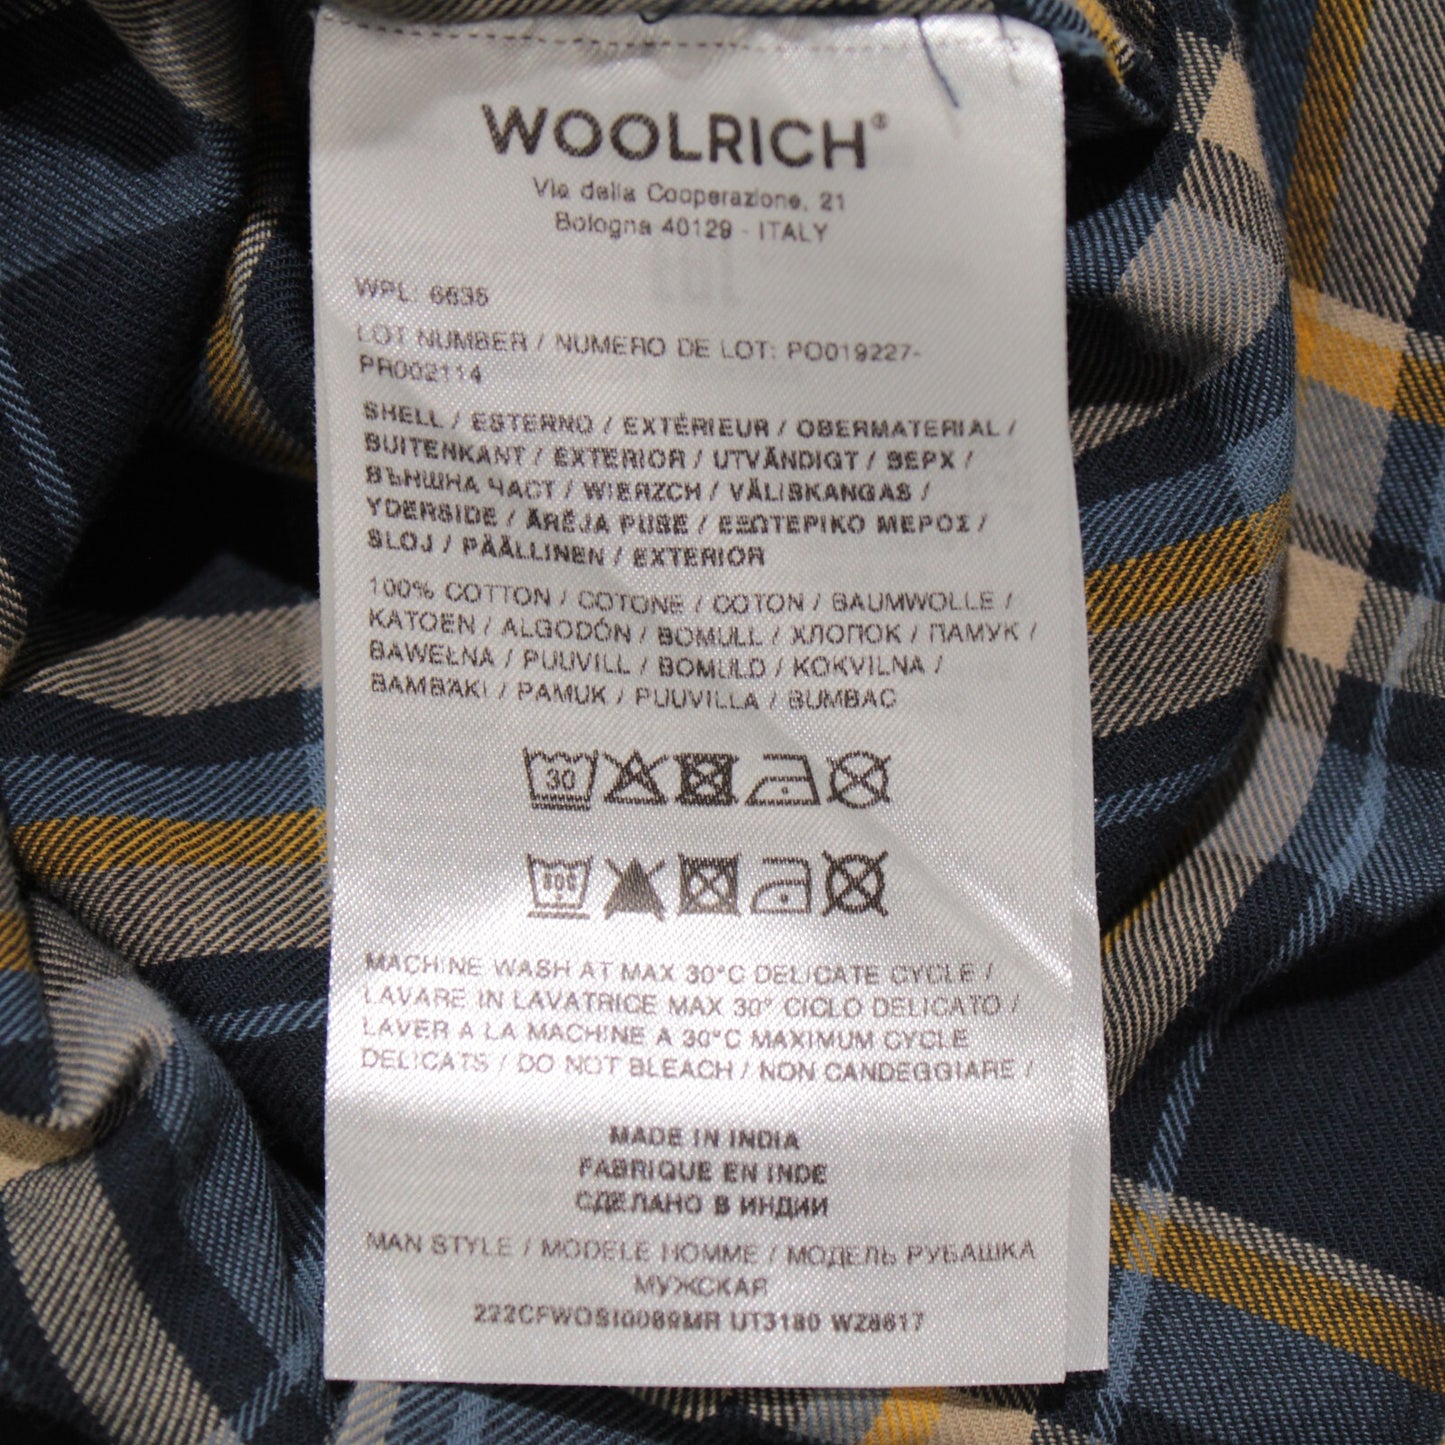 WOOLRICH®
Via della Cooperazione, 21
Bologna 40129 - ITALY
WPL: 6635
LOT NUMBER / NUMERO DE LOT: PO019227-
PR002114
SHELL / ESTERNO / EXTÉRIEUR / OBERMATERIAL /
BUITENKANT / EXTERIOR / UTVÄNDIGT / ВЕРХ /
ВЪНШНА ЧАСТ / WIERZCH / VÄLISKANGAS /
YDERSIDE / ĀRĒJĀ PUSE / ΕΞΩΤΕΡΙΚΟ ΜΕΡΟΣ /
SLOJ / PÄÄLLINEN / EXTERIOR
100% COTTON / COTONE / COTON / BAUMWOLLE /
KATOEN / ALGODÓN / BOMULL / ХЛОПОК / ПАМУК /
BAWEŁNA / PUUVILL / BOMULD / KOKVILNA /
ΒΑΜΒΆΚΙ / PAMUK / PUUVILLA / BUMBAC
30
MACHINE WASH AT MAX 30°C DELICATE CYCLE /
LAVARE IN LAVATRICE MAX 30° CICLO DELICATO /
LAVER A LA MACHINE A 30°C MAXIMUM CYCLE
DELICATS / DO NOT BLEACH / NON CANDEGGIARE /
MADE IN INDIA
FABRIQUE EN INDE
СДЕЛАНО В ИНДИИ
MAN STYLE / MODELE HOMME / МОДЕЛЬ РУБАШКА
МУЖСКАЯ
222CFWOSI0089MR UT3180 WZ8617